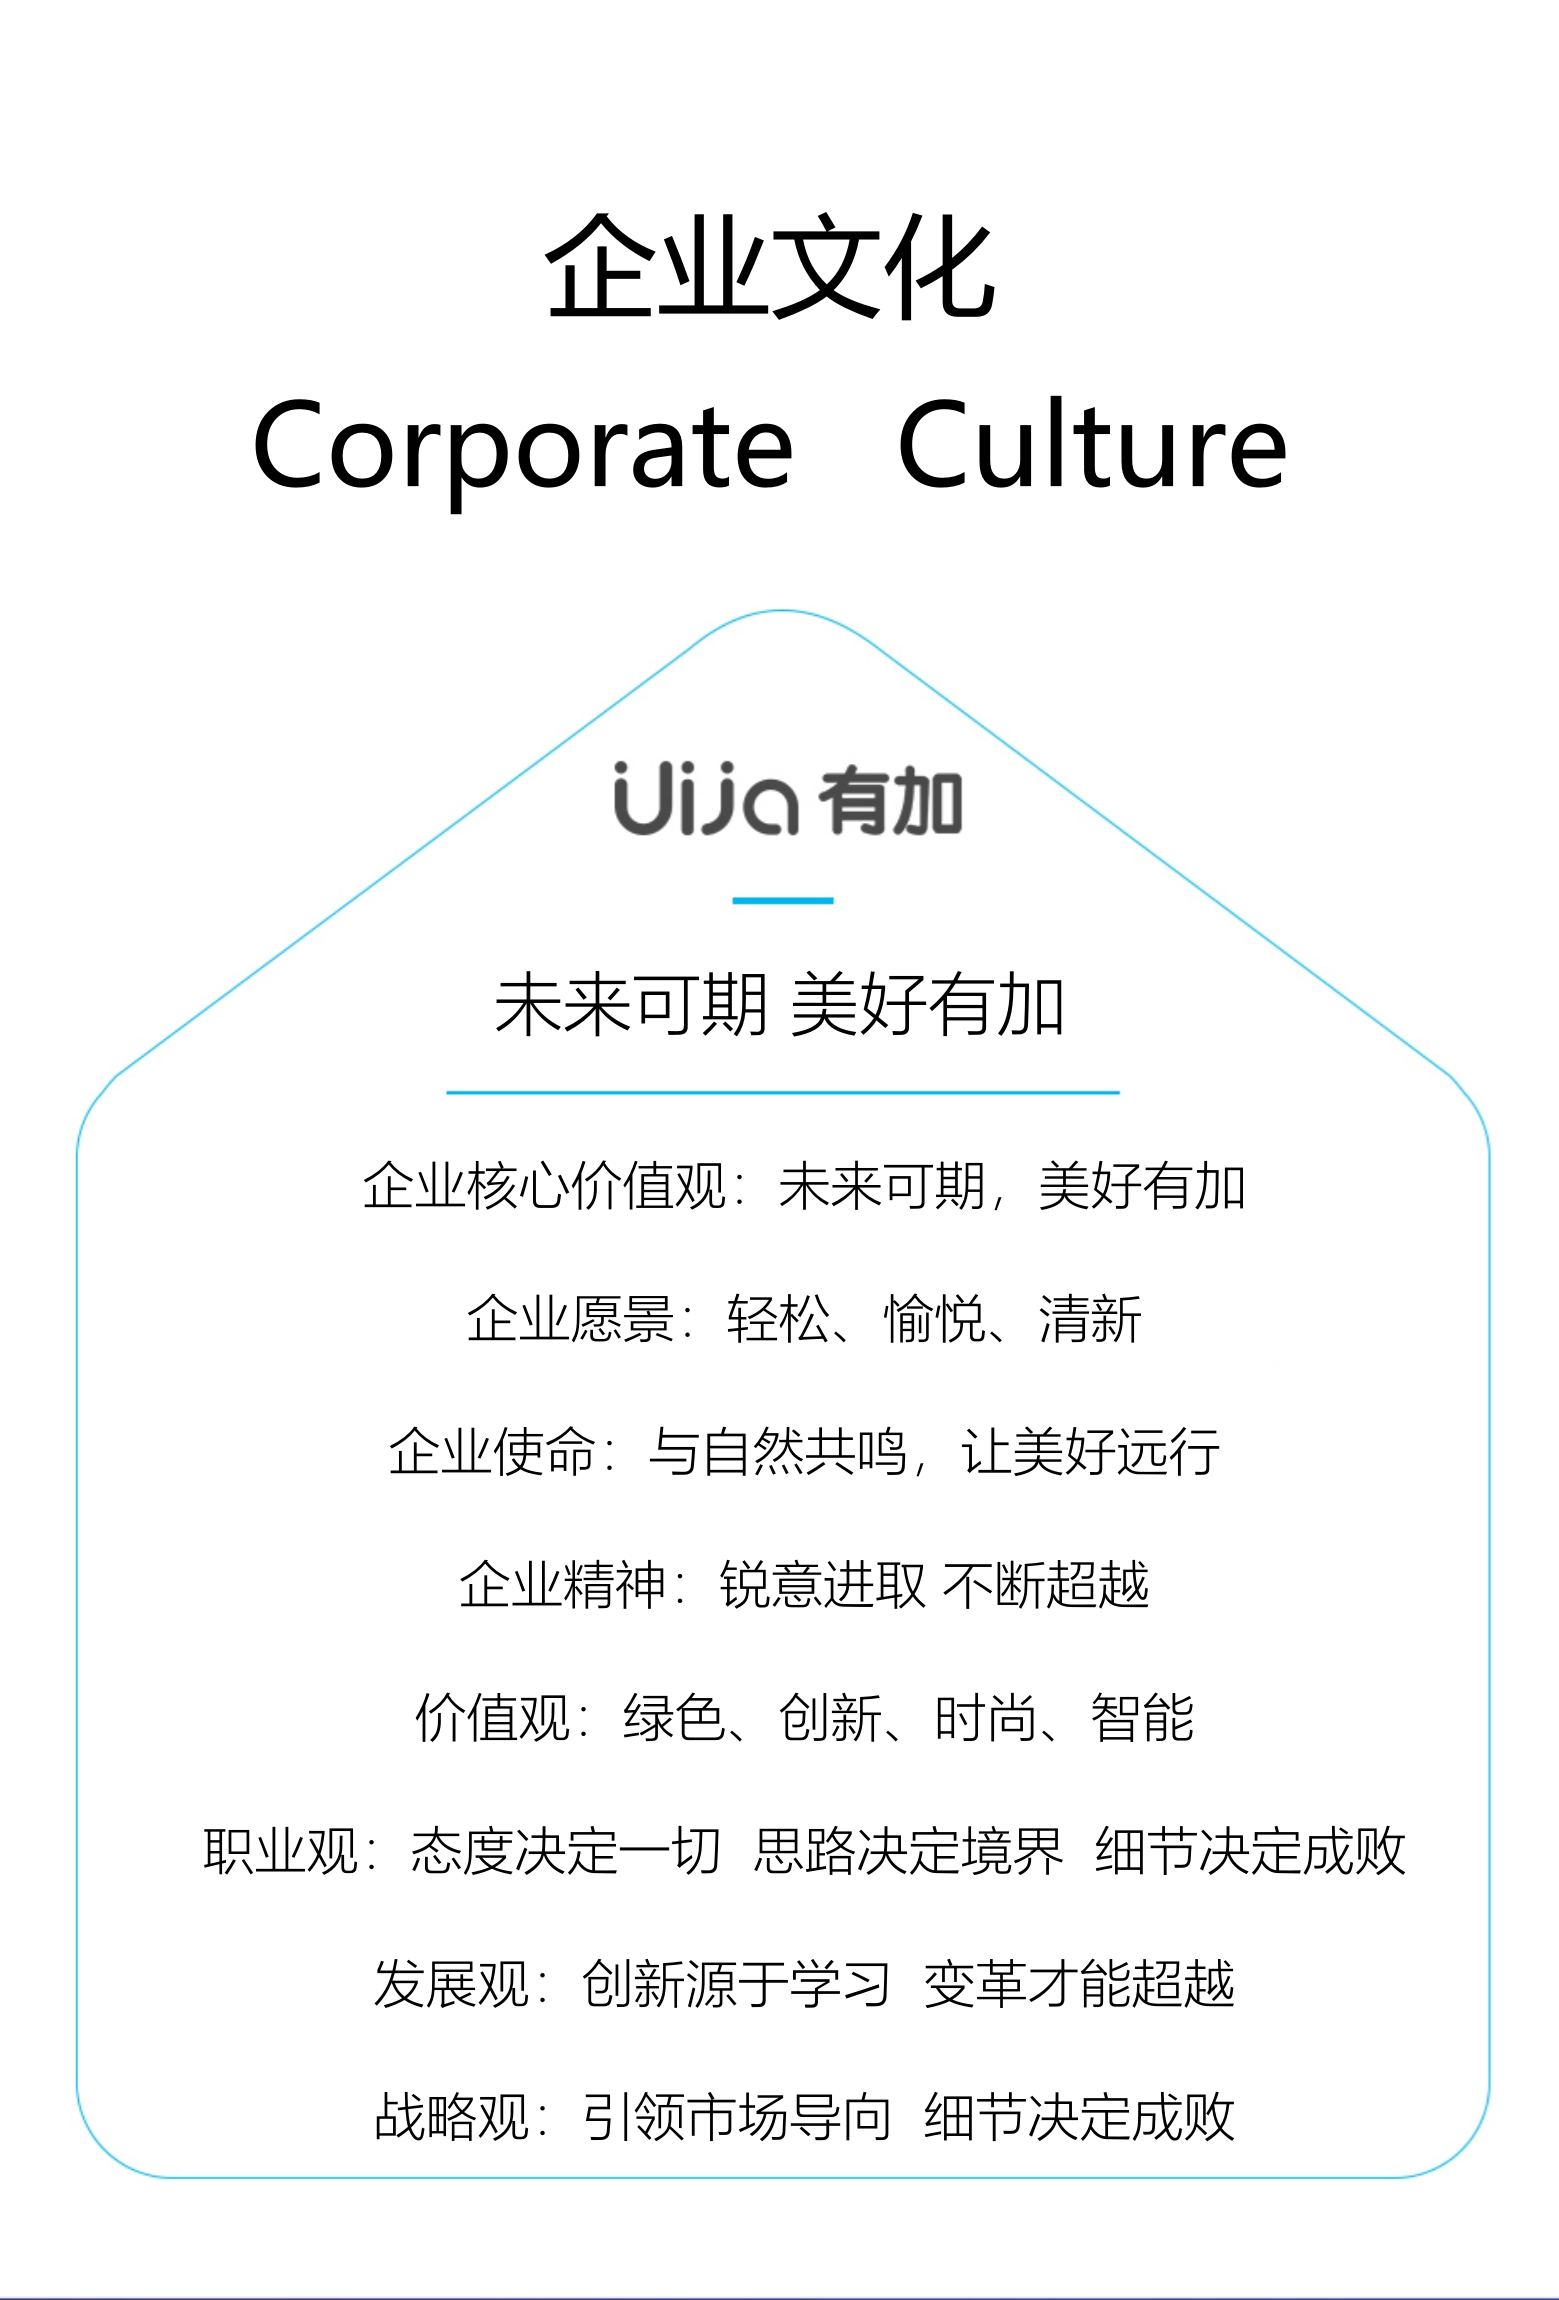 企业文化
Corporate Culture
Uija 有加
未来可期 美好有加
企业核心价值观：未来可期，美好有加
企业愿景：轻松、愉悦、清新
企业使命：与自然共鸣，让美好远行
企业精神：锐意进取 不断超越
价值观：绿色、创新、时尚、智能
职业观：态度决定一切 思路决定境界 细节决定成败
发展观：创新源于学习 变革才能超越
战略观：引领市场导向 细节决定成败